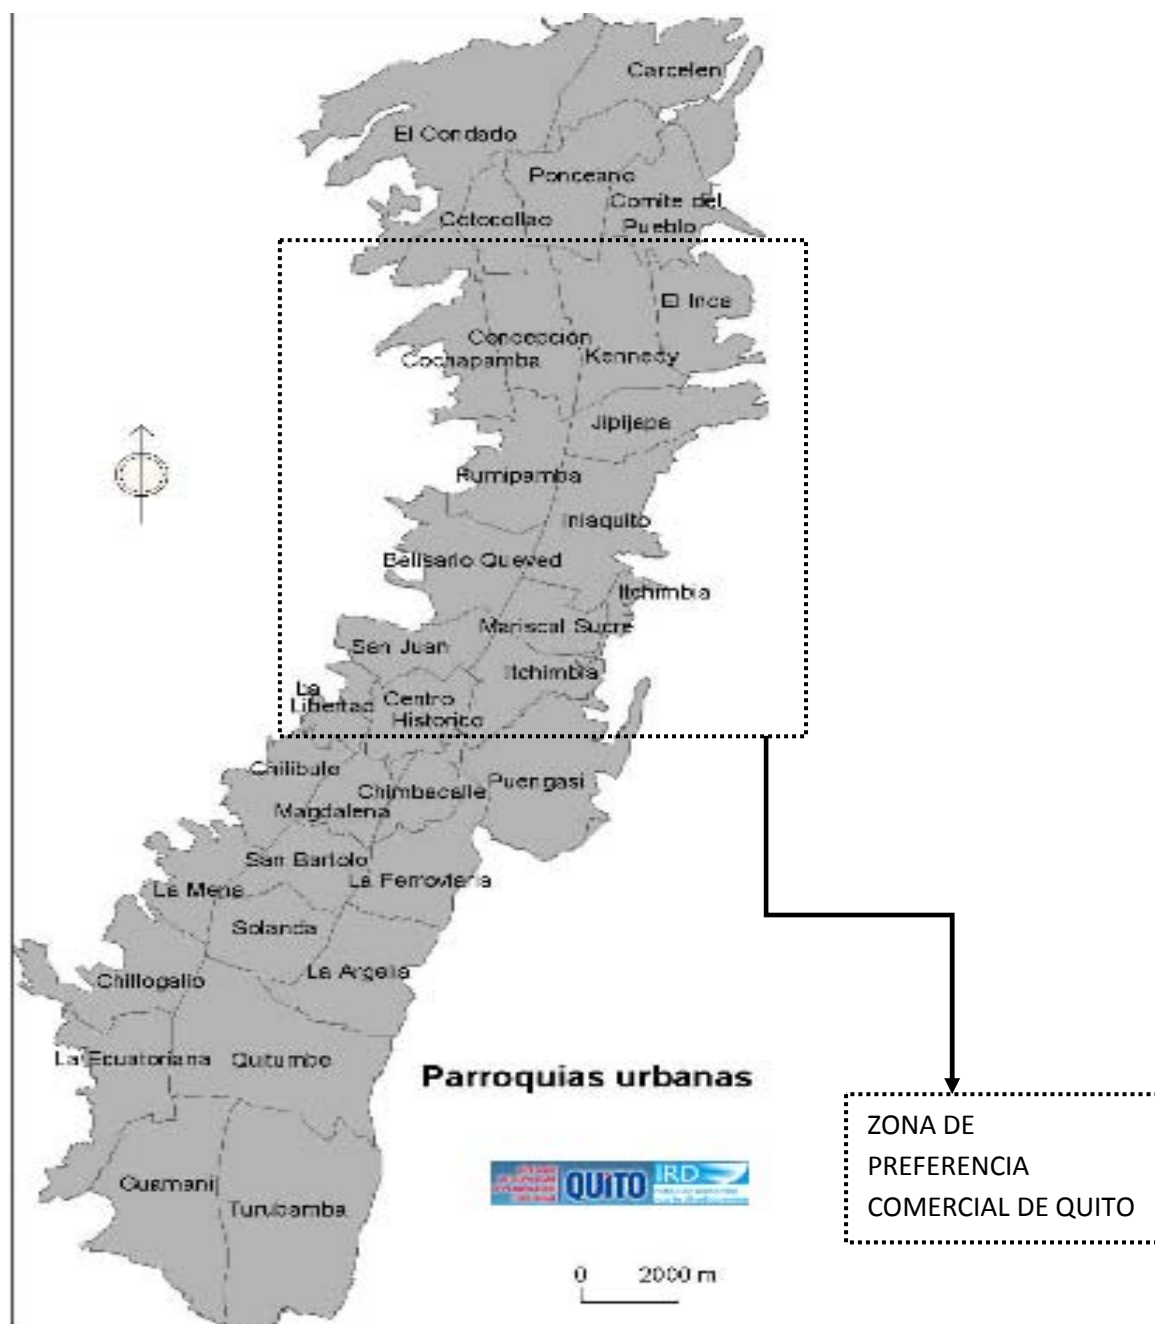 Carcelen
El Condado
Ponceano
Comite del
Pueblo
Cotocollao
El Inca
Concepción
Cochapamba
Kennedy
Jipijapa
Rumipamba
Iniaquito
Belisario Queved
Itchimbia
Mariscal Sucre
San Juan
Itchimbia
La
Libertad
Centro
Historico
Chilibulo
Chimbacalle
Puengasi
Magdalena
San Bartolo
La Ferroviaria
La Mena
Solanda
La Argelia
Chillogallo
La Ecuatoriana
Quitumbe
Parroquias urbanas
ZONA DE
PREFERENCIA
COMERCIAL DE QUITO
QUITO
IRD
Guamani
Turubamba
0 2000 m